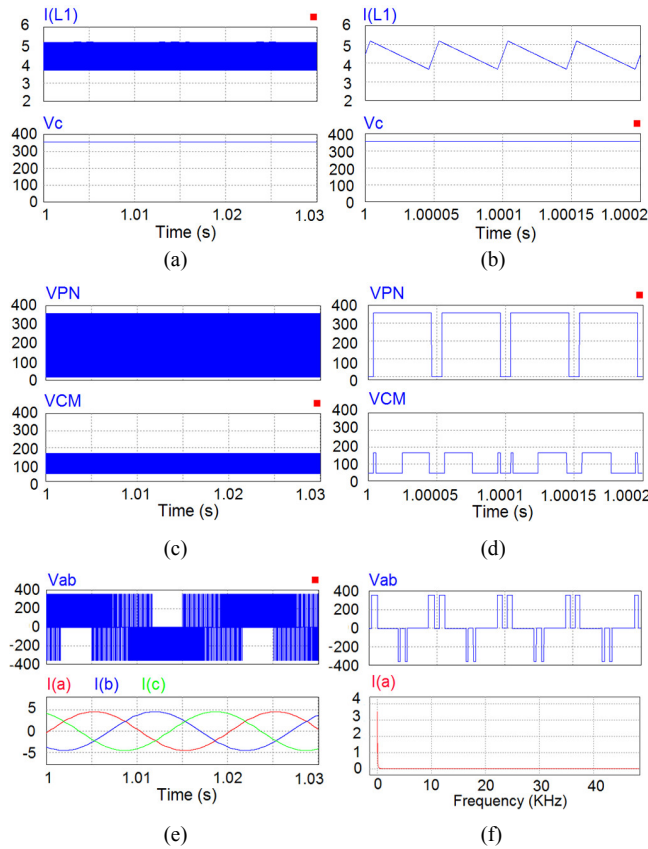 I(L1)
6
5
4
3
2
Vc
400
300
200
100
0
1 1.01 1.02 1.03
Time (s)
(a)
I(L1)
6
5
4
3
2
Vc
400
300
200
100
0
1 1.00005 1.0001 1.00015 1.0002
Time (s)
(b)
VPN
400
300
200
100
0
VCM
400
300
200
100
0
1 1.01 1.02 1.03
Time (s)
(c)
VPN
400
300
200
100
0
VCM
400
300
200
100
0
1 1.00005 1.0001 1.00015 1.0002
Time (s)
(d)
Vab
400
200
0
-200
-400
I(a) I(b) I(c)
5
0
-5
1 1.01 1.02 1.03
Time (s)
(e)
Vab
400
200
0
-200
-400
I(a)
4
3
2
1
0
0 10 20 30 40
Frequency (KHz)
(f)